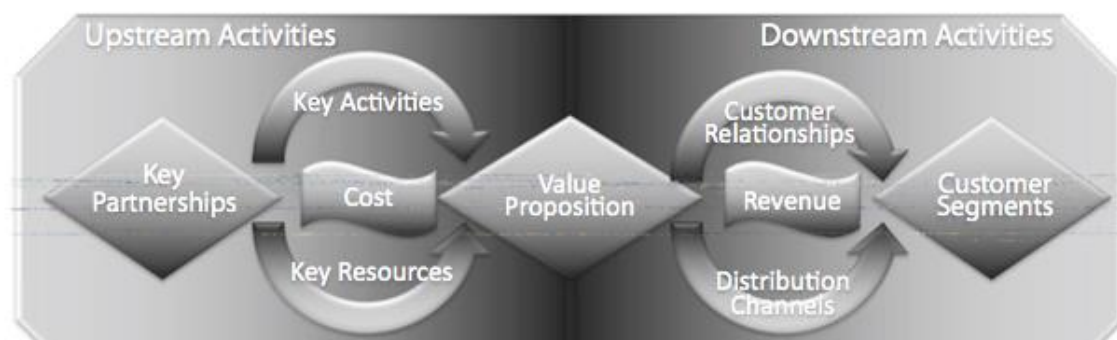 Upstream Activities
Downstream Activities
Key Activities
Customer
Relationships
Key
Partnerships
Cost
Value
Proposition
Revenue
Customer
Segments
Key Resources
Distribution
Channels